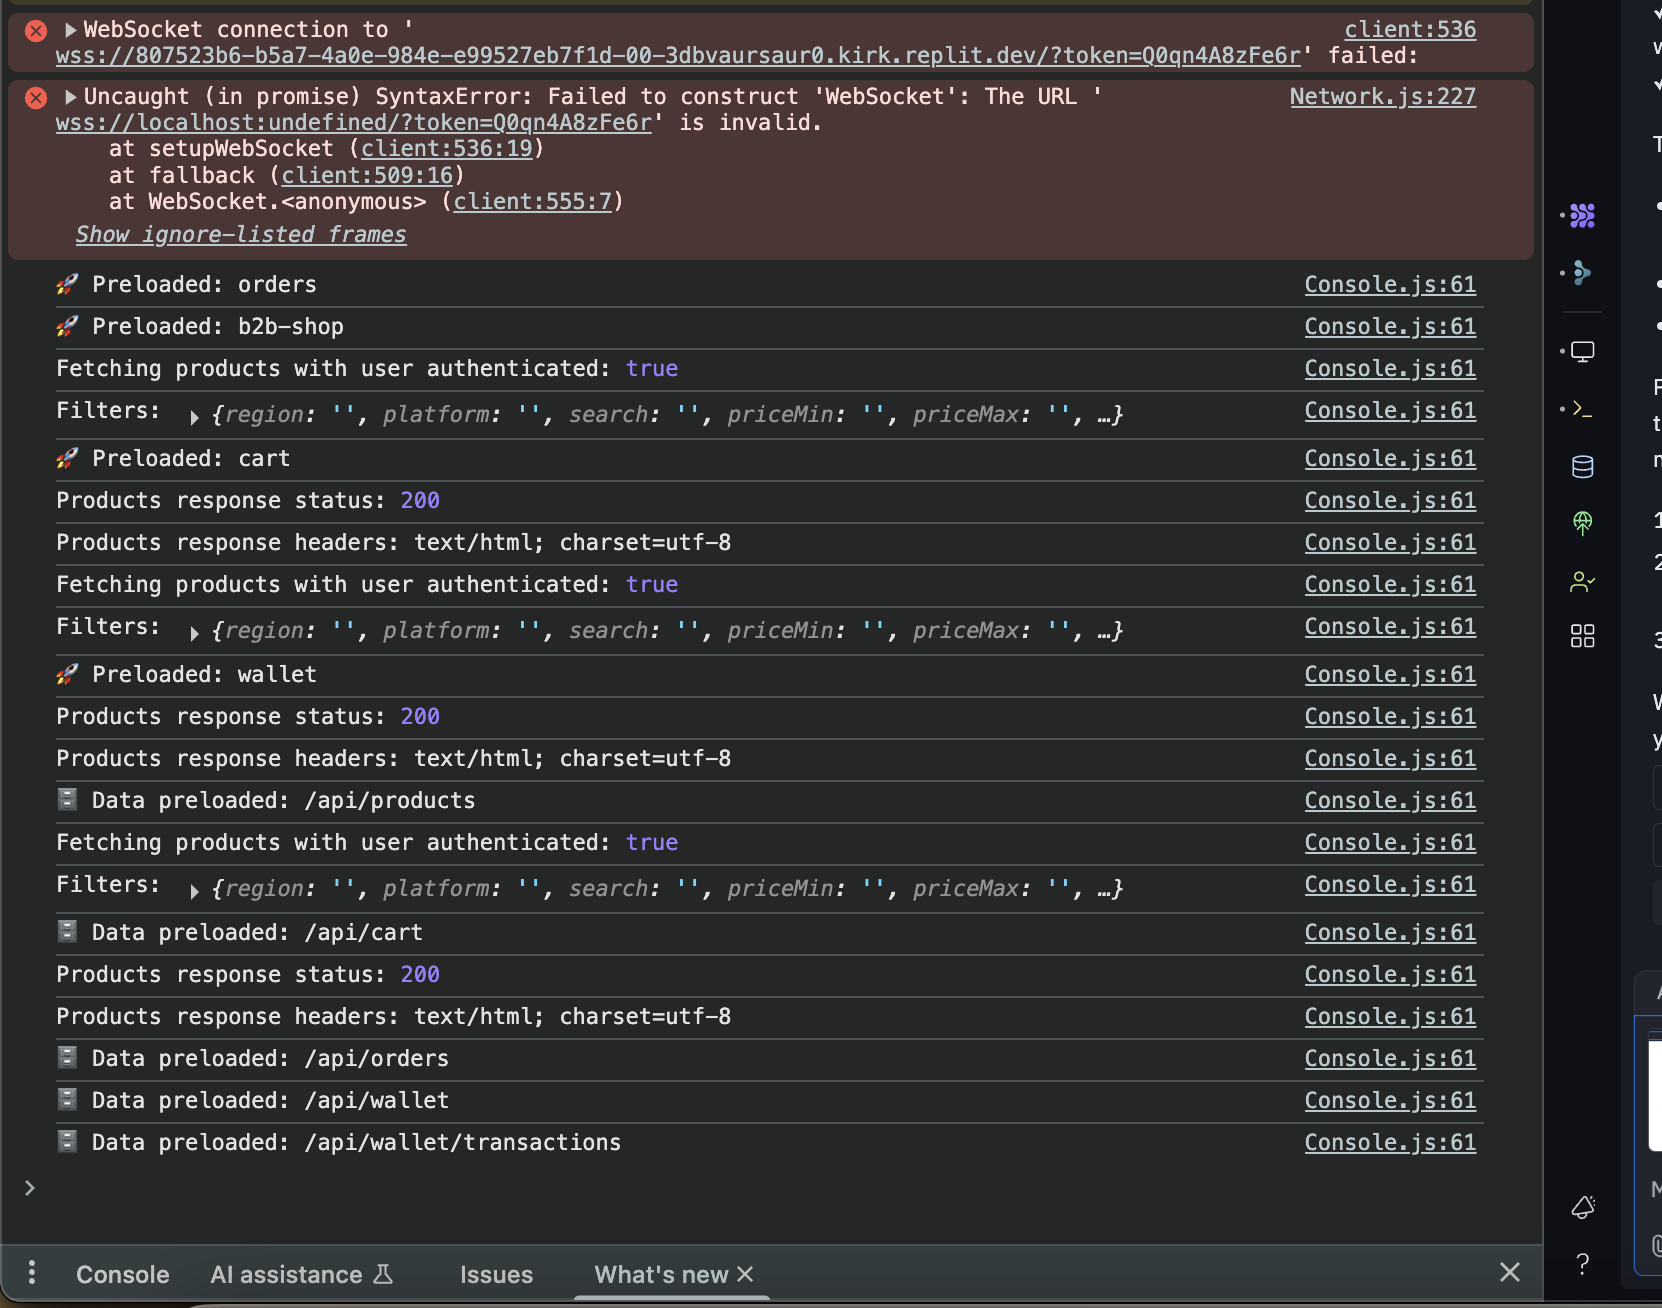 WebSocket connection to ' client:536
wss://807523b6-b5a7-4a0e-984e-e99527eb7f1d-00-3dbvaursaur0.kirk.replit.dev/?token=Q0qn4A8zFe6r' failed:
Uncaught (in promise) SyntaxError: Failed to construct 'WebSocket': The URL ' Network.js:227
wss://localhost:undefined/?token=Q0qn4A8zFe6r' is invalid.
at setupWebSocket (client:536:19)
at fallback (client:509:16)
at WebSocket.<anonymous> (client:555:7)
Show ignore-listed frames
🚀 Preloaded: orders Console.js:61
🚀 Preloaded: b2b-shop Console.js:61
Fetching products with user authenticated: true Console.js:61
Filters: {region: '', platform: '', search: '', priceMin: '', priceMax: '', …} Console.js:61
🚀 Preloaded: cart Console.js:61
Products response status: 200 Console.js:61
Products response headers: text/html; charset=utf-8 Console.js:61
Fetching products with user authenticated: true Console.js:61
Filters: {region: '', platform: '', search: '', priceMin: '', priceMax: '', …} Console.js:61
🚀 Preloaded: wallet Console.js:61
Products response status: 200 Console.js:61
Products response headers: text/html; charset=utf-8 Console.js:61
🗄 Data preloaded: /api/products Console.js:61
Fetching products with user authenticated: true Console.js:61
Filters: {region: '', platform: '', search: '', priceMin: '', priceMax: '', …} Console.js:61
🗄 Data preloaded: /api/cart Console.js:61
Products response status: 200 Console.js:61
Products response headers: text/html; charset=utf-8 Console.js:61
🗄 Data preloaded: /api/orders Console.js:61
🗄 Data preloaded: /api/wallet Console.js:61
🗄 Data preloaded: /api/wallet/transactions Console.js:61
Console AI assistance Issues What's new